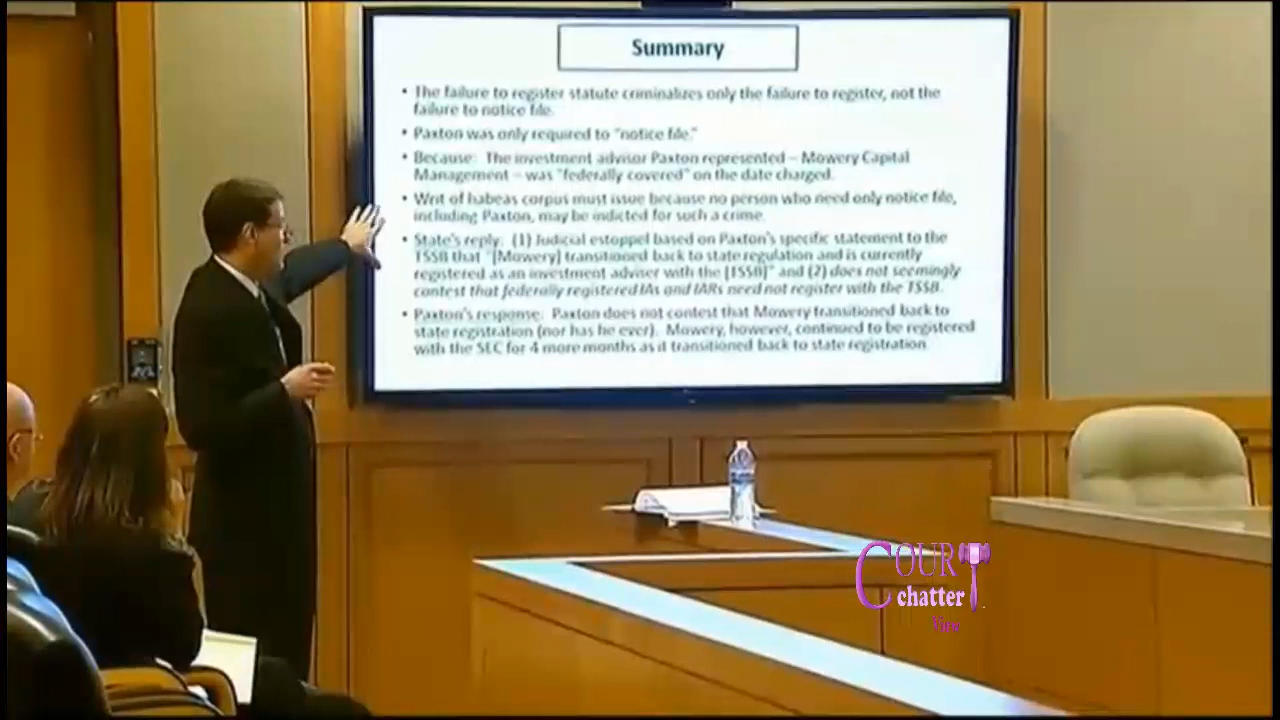 Summary
• The failure to register statute criminalizes only the failure to register, not the
failure to notice file.
• Paxton was only required to "notice file."
• Because: The investment advisor Paxton represented – Mowery Capital
Management – was "federally covered" on the date charged.
• Writ of habeas corpus must issue because no person who need only notice file,
including Paxton, may be indicted for such a crime.
• State's reply: (1) Judicial estoppel based on Paxton's specific statement to the
TSSB that "[Mowery] transitioned back to state regulation and is currently
registered as an investment adviser with the [TSSB]" and (2) does not seemingly
contest that federally registered IAs and IARs need not register with the TSSB.
• Paxton's response: Paxton does not contest that Mowery transitioned back to
state registration (nor has he ever). Mowery, however, continued to be registered
with the SEC for 4 more months as it transitioned back to state registration.
COURT
chatter
View